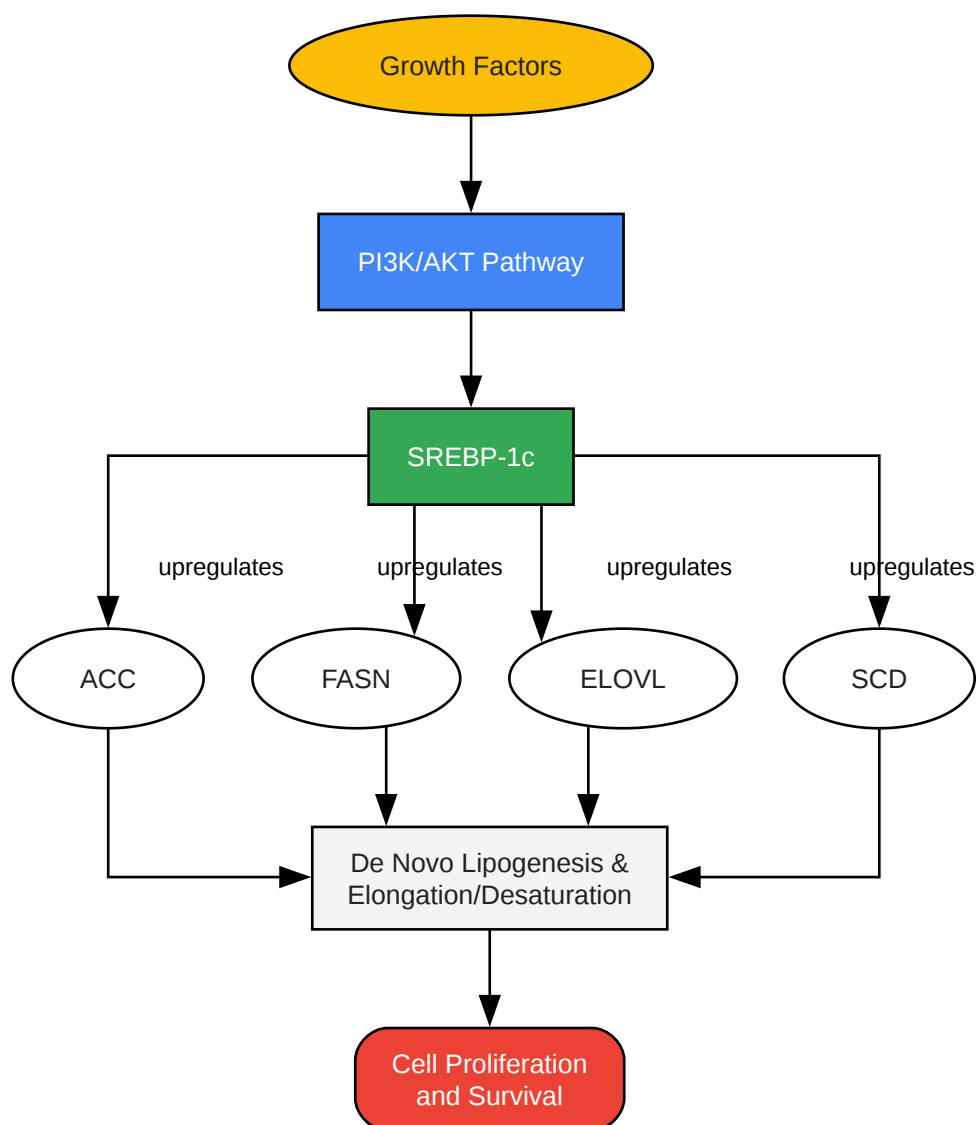 Growth Factors
PI3K/AKT Pathway
SREBP-1c
upregulates
upregulates
upregulates
upregulates
ACC
FASN
ELOVL
SCD
De Novo Lipogenesis &
Elongation/Desaturation
Cell Proliferation
and Survival